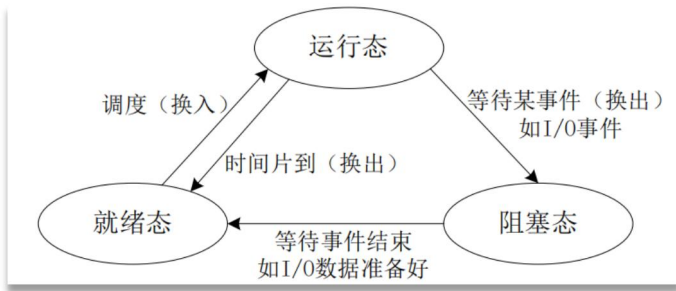 运行态
调度（换入）
等待某事件（换出）
如I/O事件
时间片到（换出）
就绪态
阻塞态
等待事件结束
如I/O数据准备好